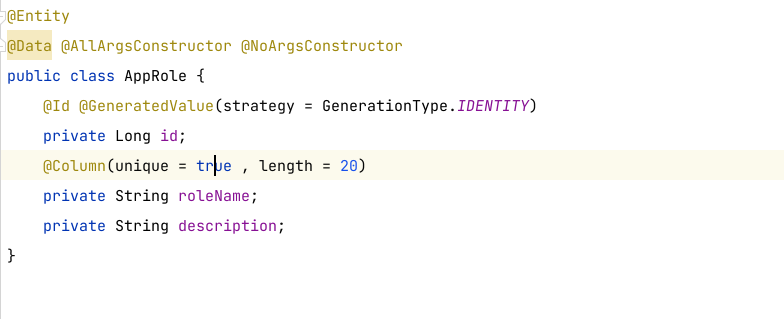 @Entity
@Data @AllArgsConstructor @NoArgsConstructor
public class AppRole {
    @Id @GeneratedValue(strategy = GenerationType.IDENTITY)
    private Long id;
    @Column(unique = true , length = 20)
    private String roleName;
    private String description;
}